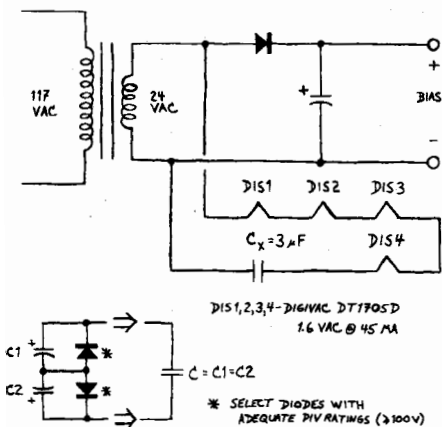 117
VAC
24
VAC
+
+
BIAS
-
DIS1 DIS2 DIS3
Cx = 3 µF
DIS4
DIS1,2,3,4 - DIGIVAC DT1705D
1.6 VAC @ 45 MA
C1 +
*
C2 +
*
C = C1 = C2
* SELECT DIODES WITH
ADEQUATE PIV RATINGS (≥100V)